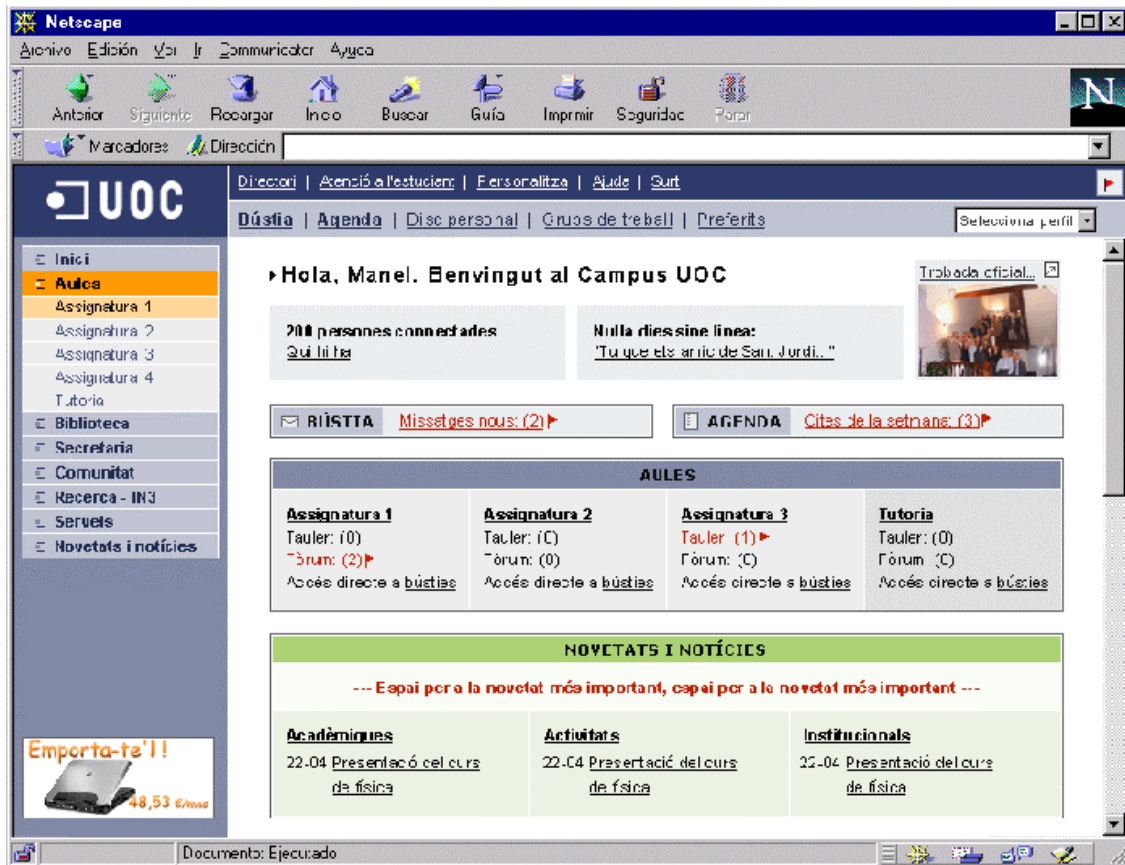 Netscape
Archivo Edición Ver Ir Communicator Ayuda
Anterior Siguiente Recargar Inicio Buscar Guía Imprimir Seguridad Parar
N
Marcadores Dirección
UOC
Directori | Atenció a l'estudiant | Personalitza | Ajuda | Surt
Bústia | Agenda | Disc personal | Grups de treball | Preferits
Selecciona perfil
Inici
Aules
Assignatura 1
Assignatura 2
Assignatura 3
Assignatura 4
Tutoria
Biblioteca
Secretaria
Comunitat
Recerca - IN3
Serveis
Novetats i notícies
Emporta-te'l!!
48,53 €/mes
Hola, Manel. Benvingut al Campus UOC
200 persones connectades
Qui hi ha
Nulla dies sine linea:
"Tu que ets amic de Sant Jordi..."
Trobada oficial...
BÚSTIA Missatges nous: (2)
AGENDA Cites de la setmana: (3)
AULES
Assignatura 1
Tauler: (0)
Fòrum: (2)
Accés directe a bústies
Assignatura 2
Tauler: (0)
Fòrum: (0)
Accés directe a bústies
Assignatura 3
Tauler: (1)
Fòrum: (0)
Accés directe a bústies
Tutoria
Tauler: (0)
Fòrum: (0)
Accés directe a bústies
NOVETATS I NOTÍCIES
--- Espai per a la novetat més important, espai per a la novetat més important ---
Acadèmiques
22-04 Presentació del curs
de física
Activitats
22-04 Presentació del curs
de física
Institucionals
22-04 Presentació del curs
de física
Documento: Ejecutado